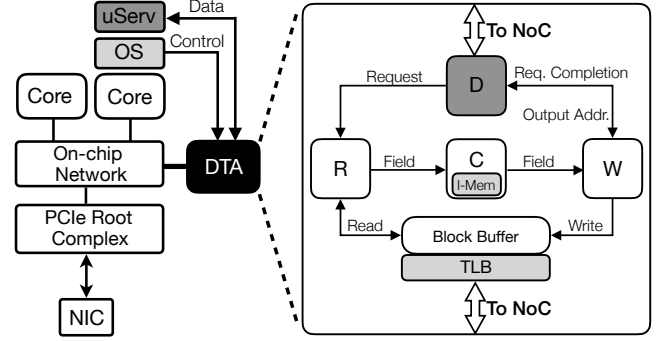 uServ
Data
OS
Control
Core
Core
On-chip
Network
DTA
PCIe Root
Complex
NIC
To NoC
Request
D
Req. Completion
Output Addr.
R
Field
C
I-Mem
Field
W
Read
Block Buffer
Write
TLB
To NoC